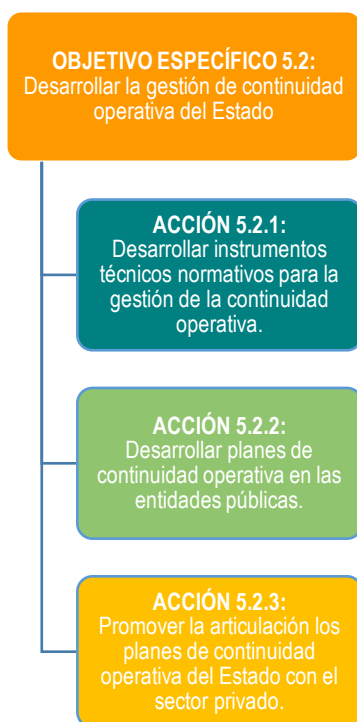 OBJETIVO ESPECÍFICO 5.2:
Desarrollar la gestión de continuidad
operativa del Estado
ACCIÓN 5.2.1:
Desarrollar instrumentos
técnicos normativos para la
gestión de la continuidad
operativa.
ACCIÓN 5.2.2:
Desarrollar planes de
continuidad operativa en las
entidades públicas.
ACCIÓN 5.2.3:
Promover la articulación los
planes de continuidad
operativa del Estado con el
sector privado.